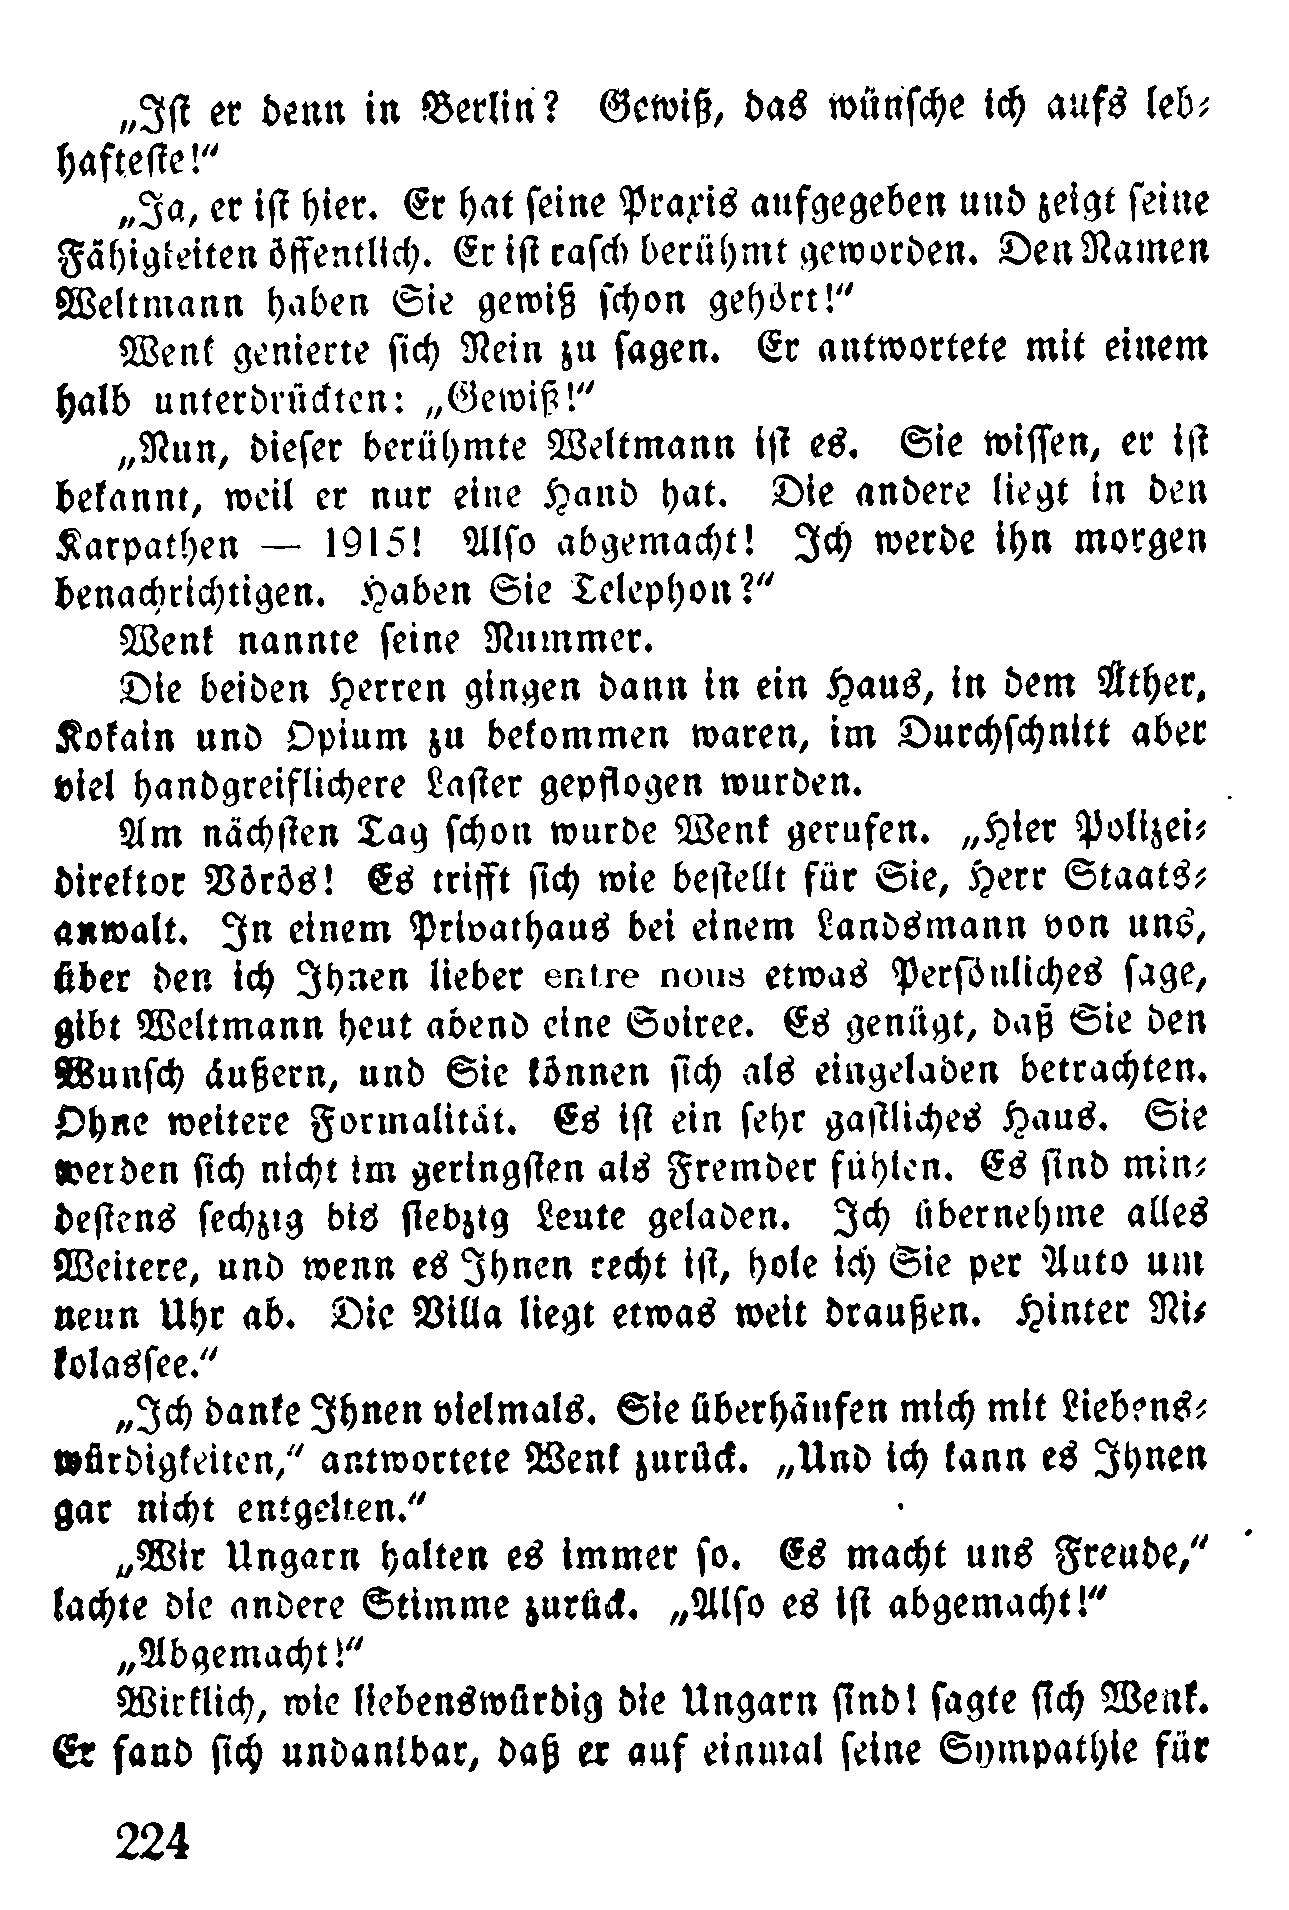 „Ist er denn in Berlin? Gewiß, das wünsche ich aufs leb-
hafteste!“
„Ja, er ist hier. Er hat seine Praxis aufgegeben und zeigt seine
Fähigkeiten öffentlich. Er ist rasch berühmt geworden. Den Namen
Weltmann haben Sie gewiß schon gehört!“
Wenk genierte sich Nein zu sagen. Er antwortete mit einem
halb unterdrückten: „Gewiß!“
„Nun, dieser berühmte Weltmann ist es. Sie wissen, er ist
bekannt, weil er nur eine Hand hat. Die andere liegt in den
Karpathen — 1915! Also abgemacht! Ich werde ihn morgen
benachrichtigen. Haben Sie Telephon?“
Wenk nannte seine Nummer.
Die beiden Herren gingen dann in ein Haus, in dem Äther,
Kokain und Opium zu bekommen waren, im Durchschnitt aber
viel handgreiflichere Laster gepflogen wurden.
Am nächsten Tag schon wurde Wenk gerufen. „Hier Polizei-
direktor Vörös! Es trifft sich wie bestellt für Sie, Herr Staats-
anwalt. In einem Privathaus bei einem Landsmann von uns,
über den ich Ihnen lieber entre nous etwas Persönliches sage,
gibt Weltmann heut abend eine Soiree. Es genügt, daß Sie den
Wunsch äußern, und Sie können sich als eingeladen betrachten.
Ohne weitere Formalität. Es ist ein sehr gastliches Haus. Sie
werden sich nicht im geringsten als Fremder fühlen. Es sind min-
destens sechzig bis siebzig Leute geladen. Ich übernehme alles
Weitere, und wenn es Ihnen recht ist, hole ich Sie per Auto um
neun Uhr ab. Die Villa liegt etwas weit draußen. Hinter Ni-
kolassee.“
„Ich danke Ihnen vielmals. Sie überhäufen mich mit Liebens-
würdigkeiten,“ antwortete Wenk zurück. „Und ich kann es Ihnen
gar nicht entgelten.“
„Wir Ungarn halten es immer so. Es macht uns Freude,“
lachte die andere Stimme zurück. „Also es ist abgemacht!“
„Abgemacht!“
Wirklich, wie liebenswürdig die Ungarn sind! sagte sich Wenk.
Er fand sich undankbar, daß er auf einmal seine Sympathie für
224